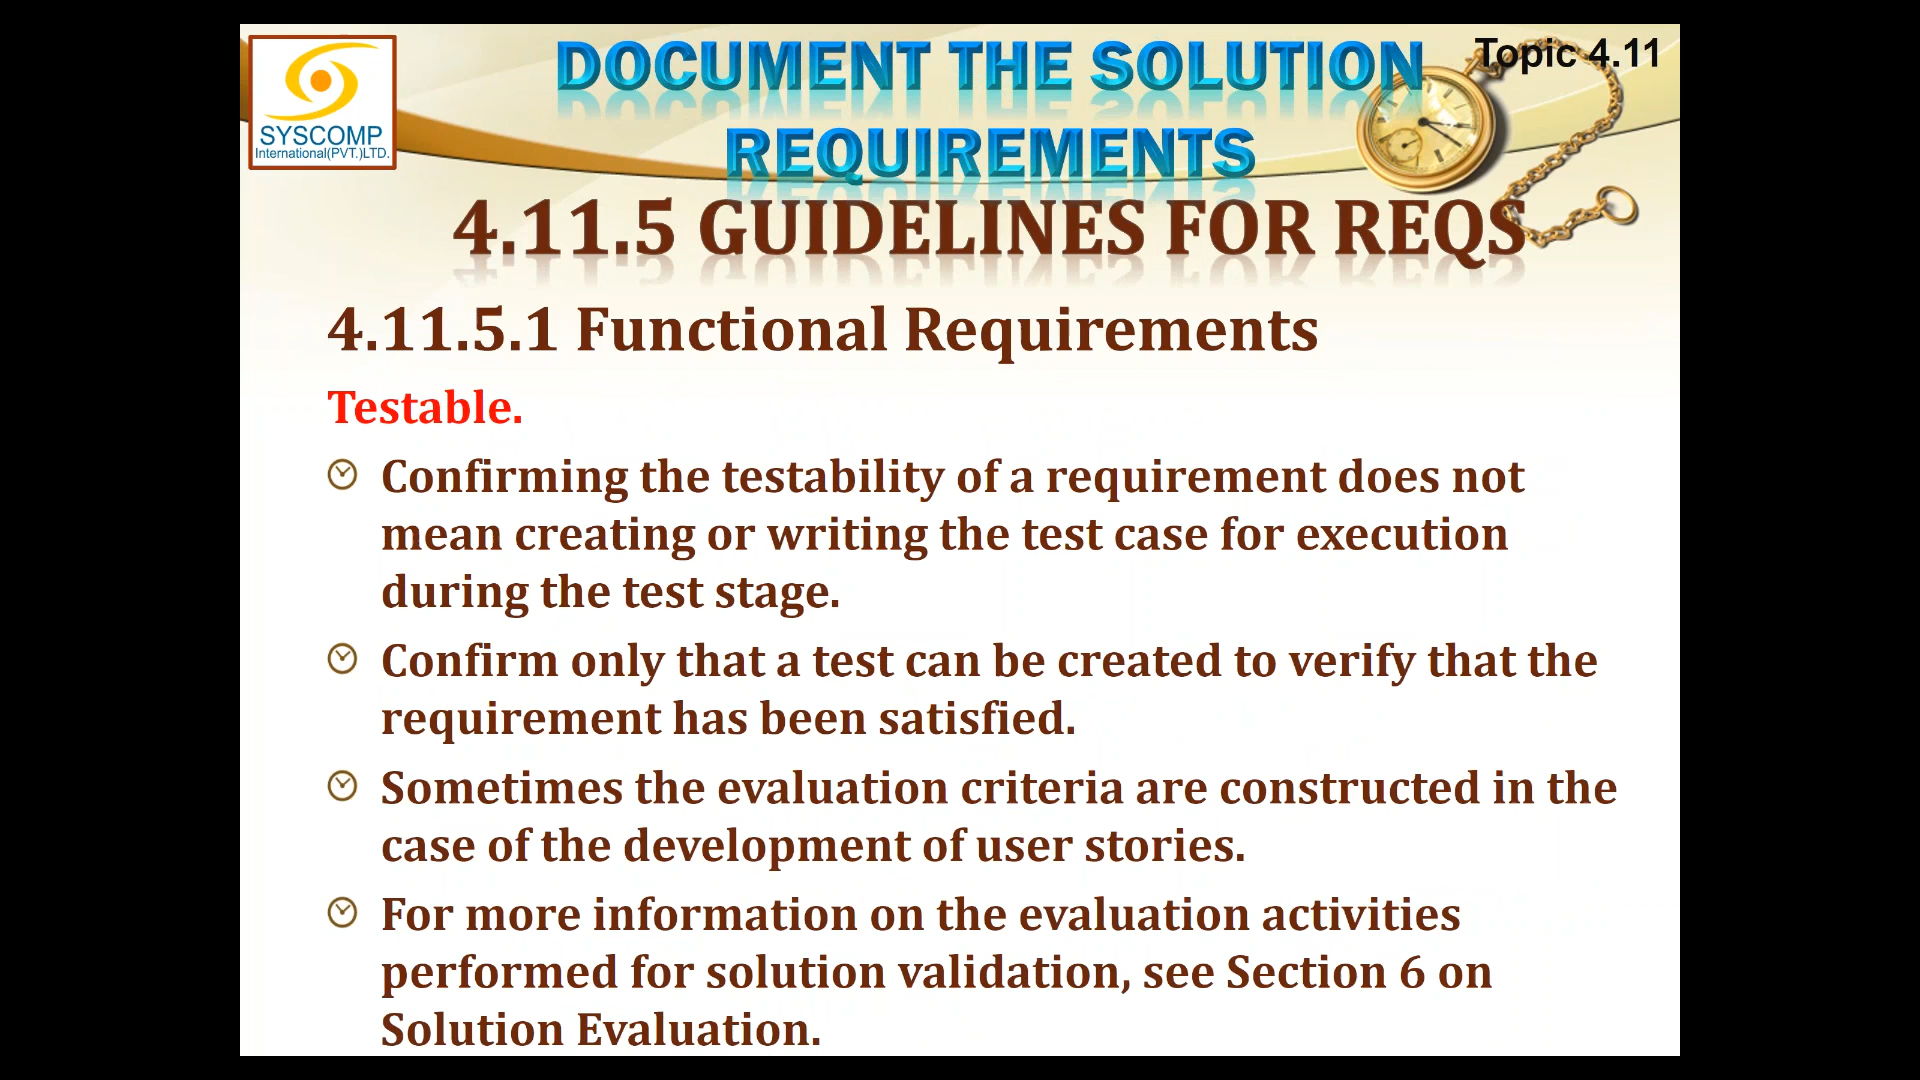 Topic 4.11
DOCUMENT THE SOLUTION
REQUIREMENTS
SYSCOMP
International(PVT.)LTD.
4.11.5 GUIDELINES FOR REQS
4.11.5.1 Functional Requirements
Testable.
Confirming the testability of a requirement does not
mean creating or writing the test case for execution
during the test stage.
Confirm only that a test can be created to verify that the
requirement has been satisfied.
Sometimes the evaluation criteria are constructed in the
case of the development of user stories.
For more information on the evaluation activities
performed for solution validation, see Section 6 on
Solution Evaluation.